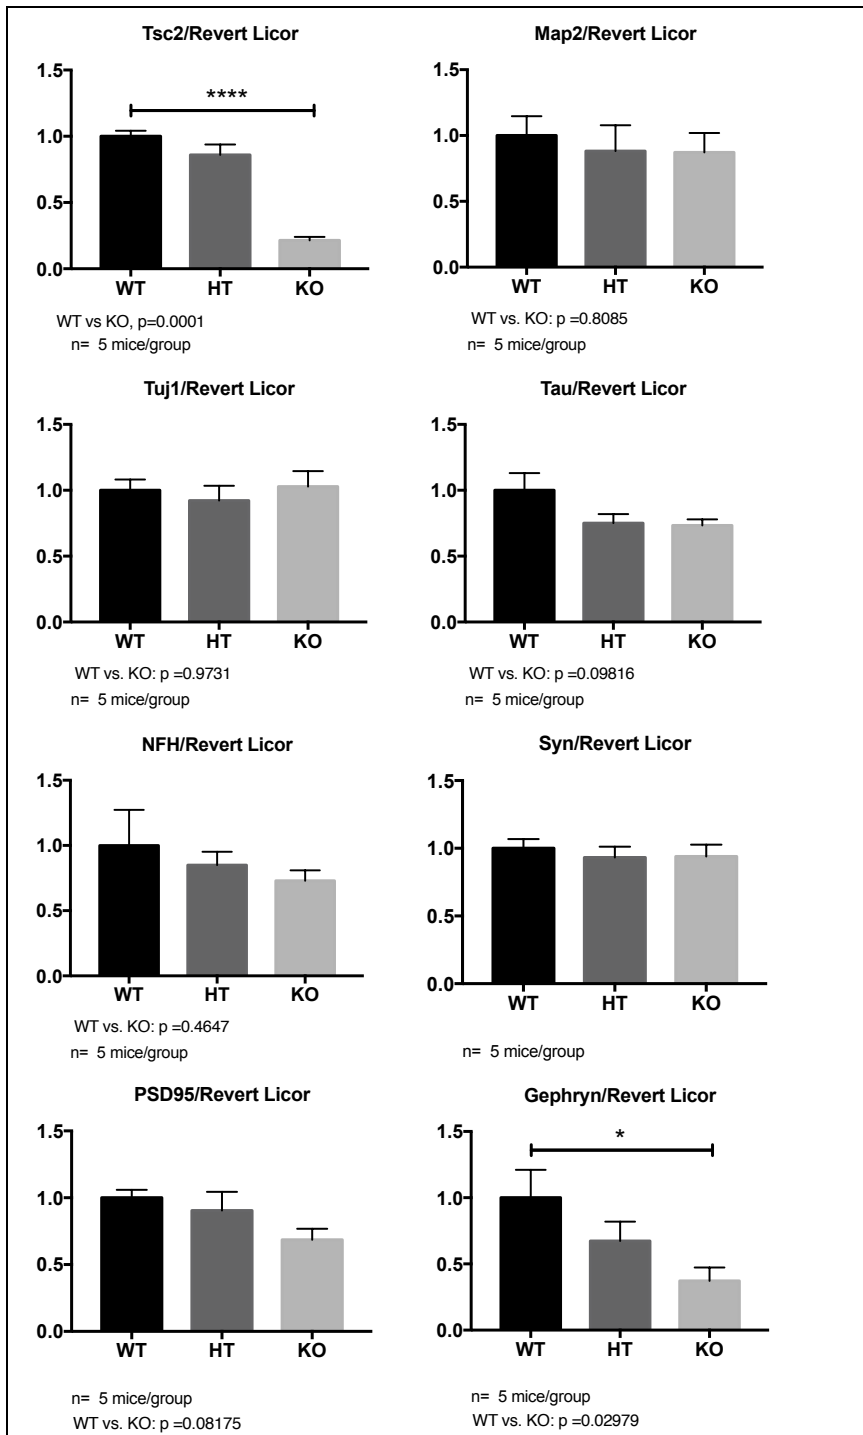 Tsc2/Revert Licor
1.5
1.0
0.5
0.0
****
WT HT KO
WT vs KO, p=0.0001
n= 5 mice/group
Map2/Revert Licor
1.5
1.0
0.5
0.0
WT HT KO
WT vs. KO: p =0.8085
n= 5 mice/group
Tuj1/Revert Licor
1.5
1.0
0.5
0.0
WT HT KO
WT vs. KO: p =0.9731
n= 5 mice/group
Tau/Revert Licor
1.5
1.0
0.5
0.0
WT HT KO
WT vs. KO: p =0.09816
n= 5 mice/group
NFH/Revert Licor
1.5
1.0
0.5
0.0
WT HT KO
WT vs. KO: p =0.4647
n= 5 mice/group
Syn/Revert Licor
1.5
1.0
0.5
0.0
WT HT KO
n= 5 mice/group
PSD95/Revert Licor
1.5
1.0
0.5
0.0
WT HT KO
n= 5 mice/group
WT vs. KO: p =0.08175
Gephryn/Revert Licor
1.5
1.0
0.5
0.0
*
WT HT KO
n= 5 mice/group
WT vs. KO: p =0.02979